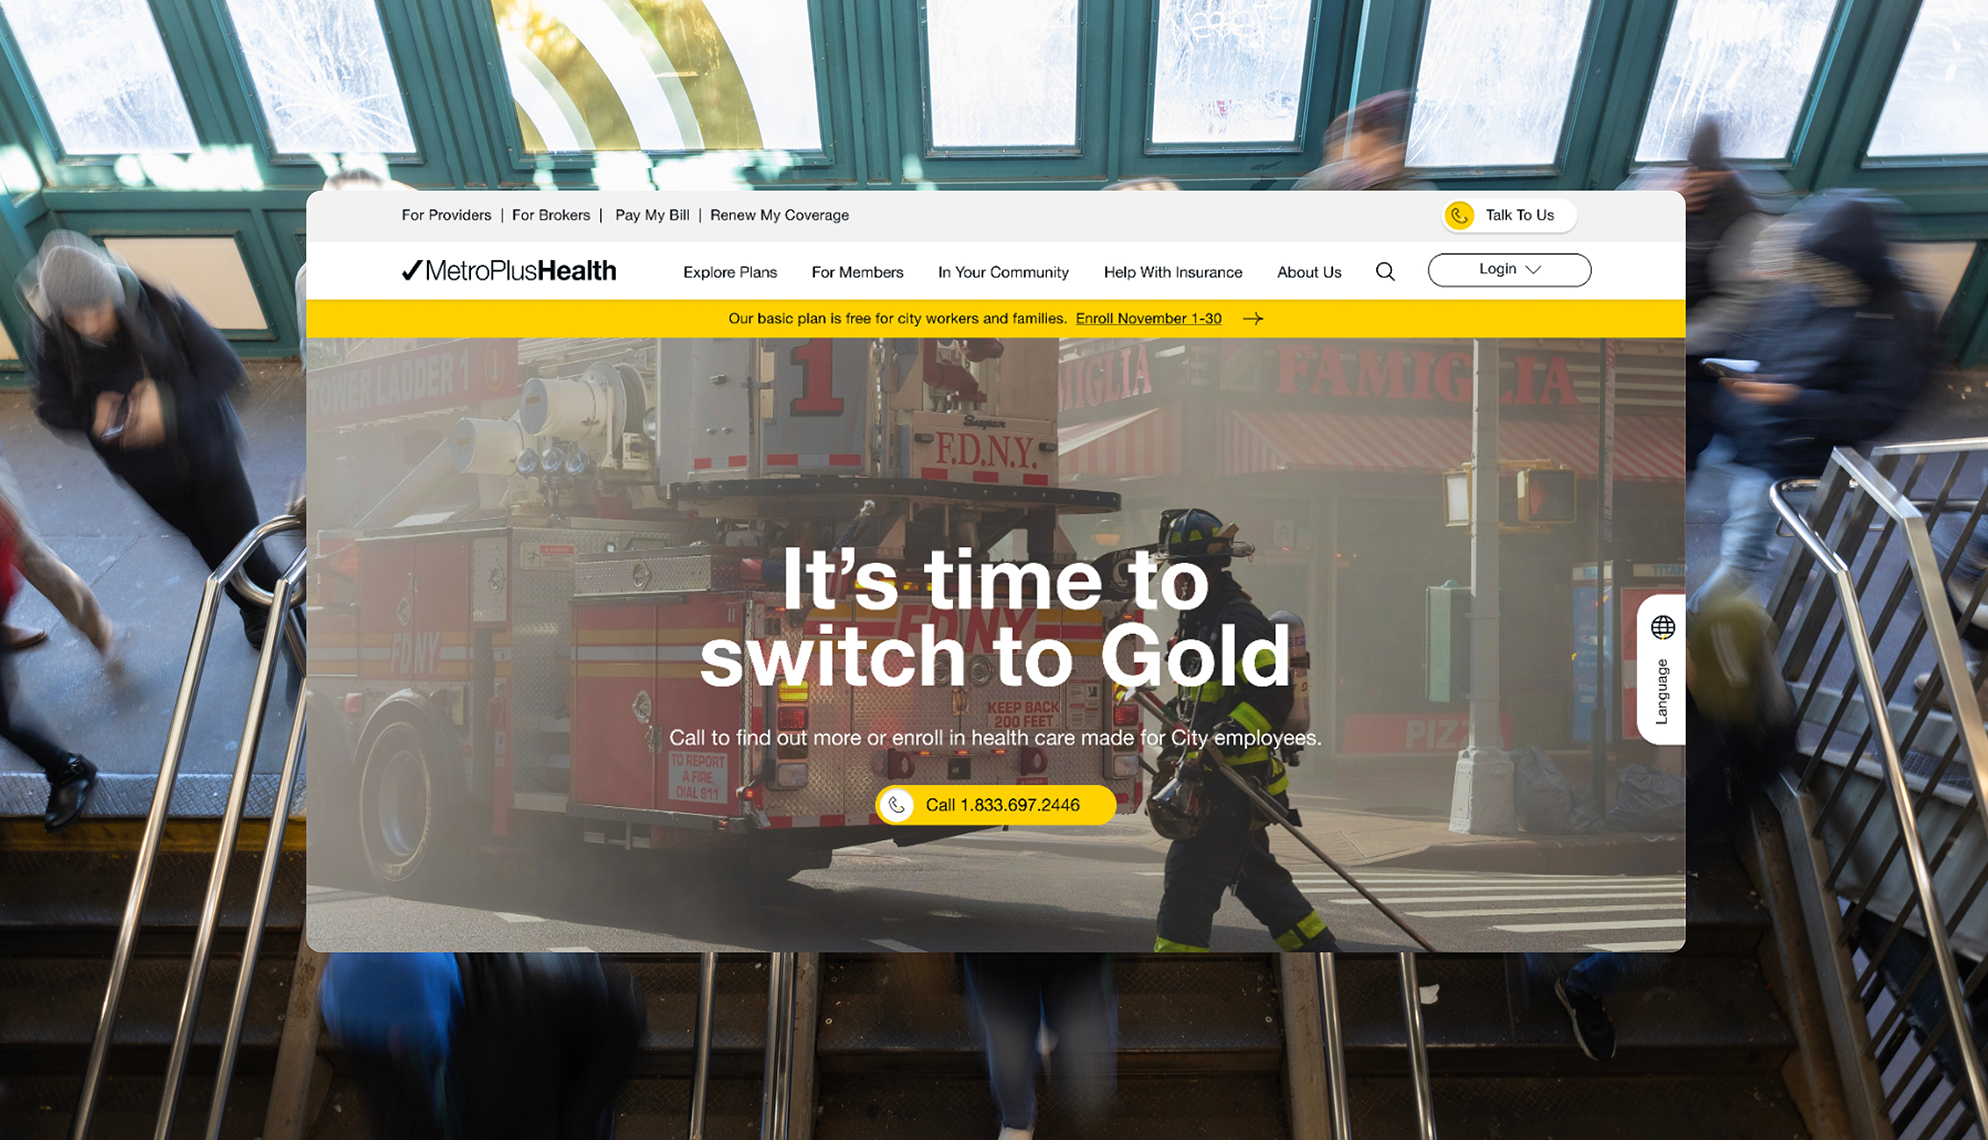 For Providers | For Brokers | Pay My Bill | Renew My Coverage
Talk To Us
MetroPlusHealth
Explore Plans
For Members
In Your Community
Help With Insurance
About Us
Login
Our basic plan is free for city workers and families. Enroll November 1-30
TOWER LADDER 1
1
F.D.N.Y.
FAMIGLIA
It's time to
switch to Gold
FDNY
FDNY
KEEP BACK
200 FEET
Call to find out more or enroll in health care made for City employees.
TO REPORT
A FIRE
DIAL 911
PIZZ
Call 1.833.697.2446
Language